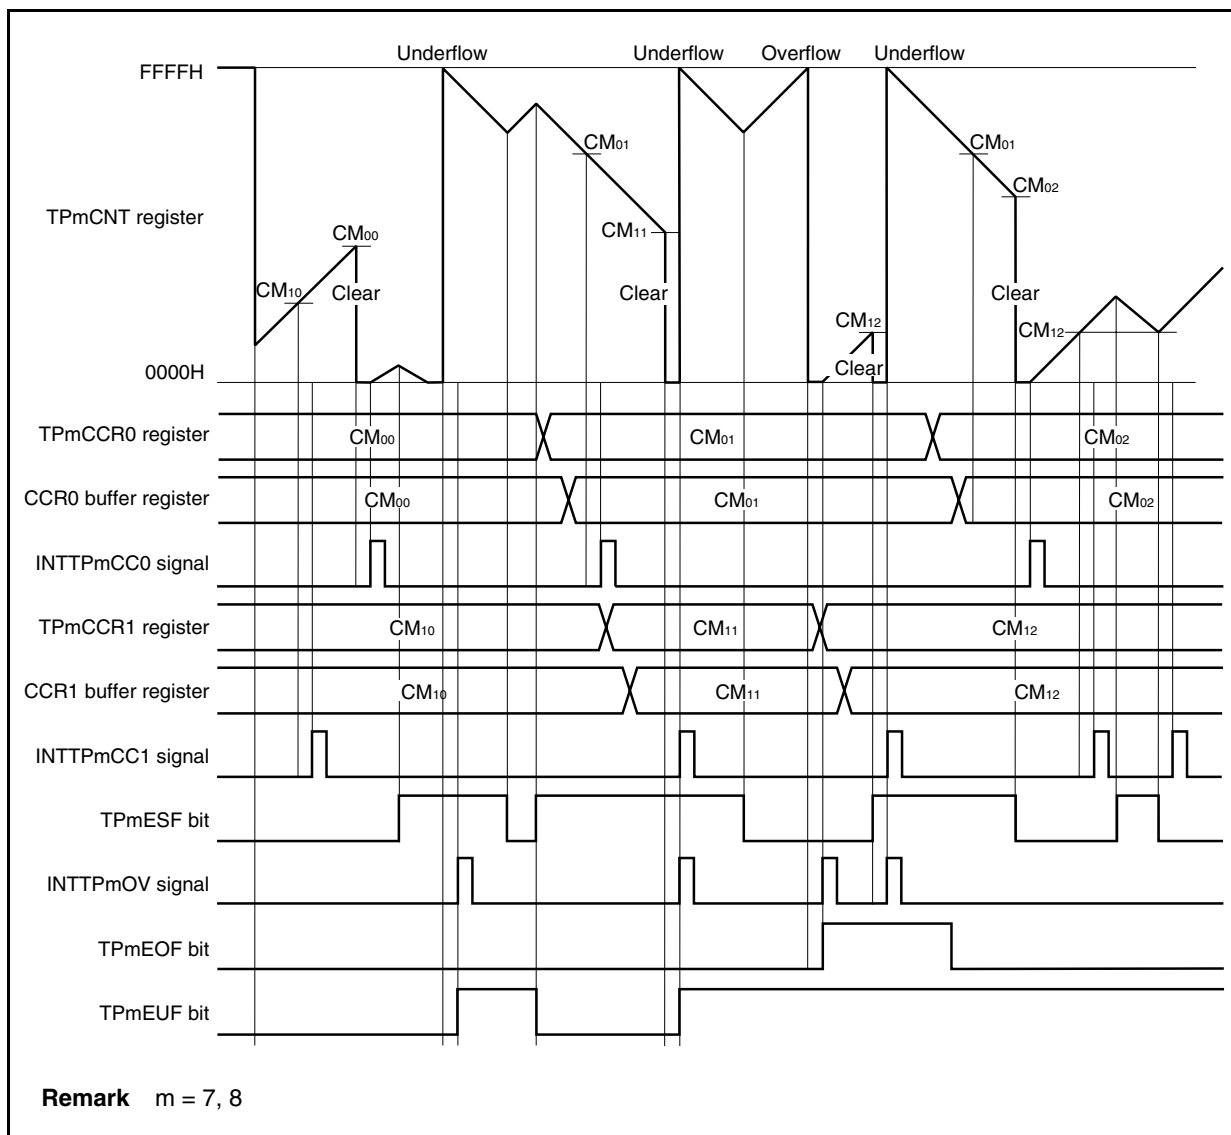 Underflow Underflow Overflow Underflow
FFFFH
CM01 CM01
CM02
TPmCNT register
CM00 CM11
CM10 Clear Clear Clear
CM12 CM12
0000H Clear
TPmCCR0 register CM00 CM01 CM02
CCR0 buffer register CM00 CM01 CM02
INTTPmCC0 signal
TPmCCR1 register CM10 CM11 CM12
CCR1 buffer register CM10 CM11 CM12
INTTPmCC1 signal
TPmESF bit
INTTPmOV signal
TPmEOF bit
TPmEUF bit
Remark m = 7, 8